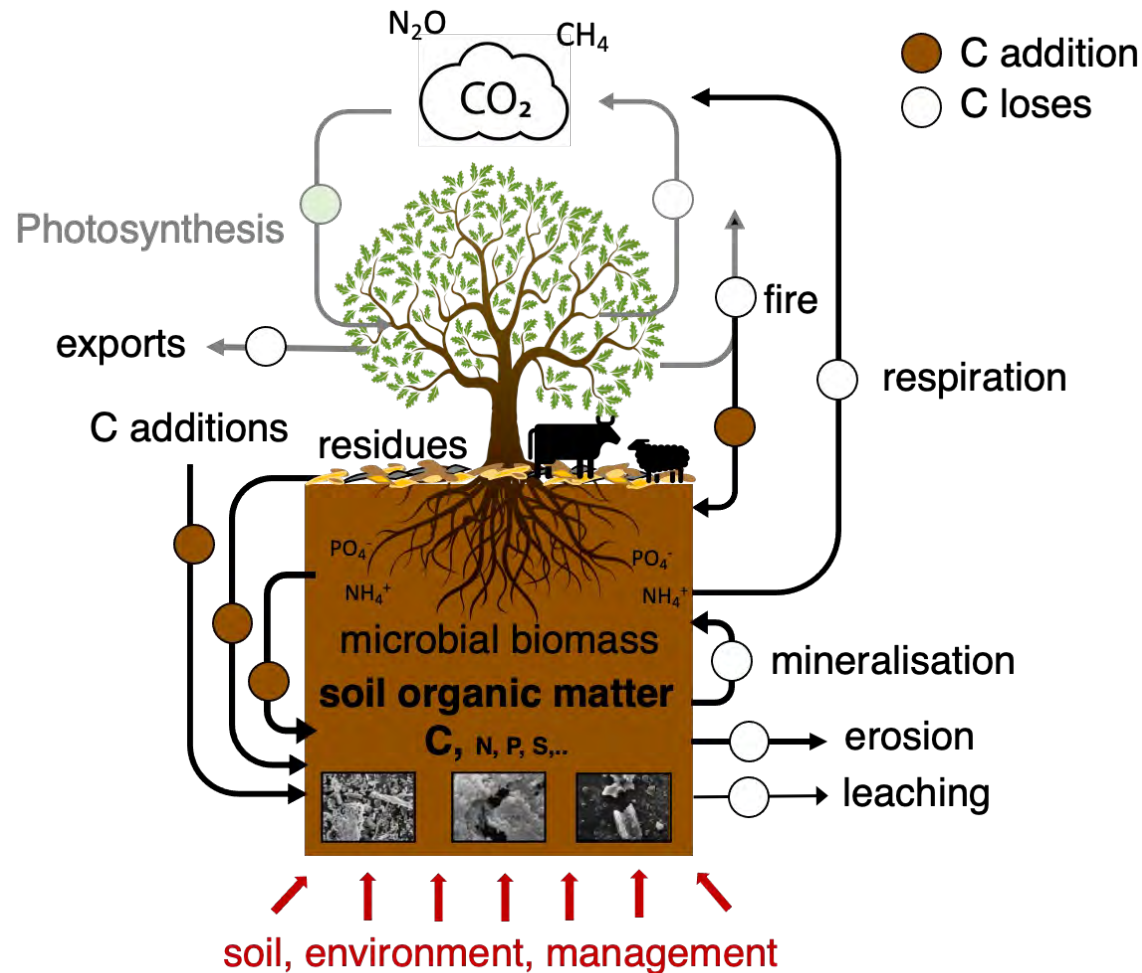 N₂O
CH₄
CO₂
C addition
C loses
Photosynthesis
fire
exports
respiration
C additions
residues
PO₄⁻
PO₄⁻
NH₄⁺
NH₄⁺
microbial biomass
mineralisation
soil organic matter
C, N, P, S,..
erosion
leaching
soil, environment, management